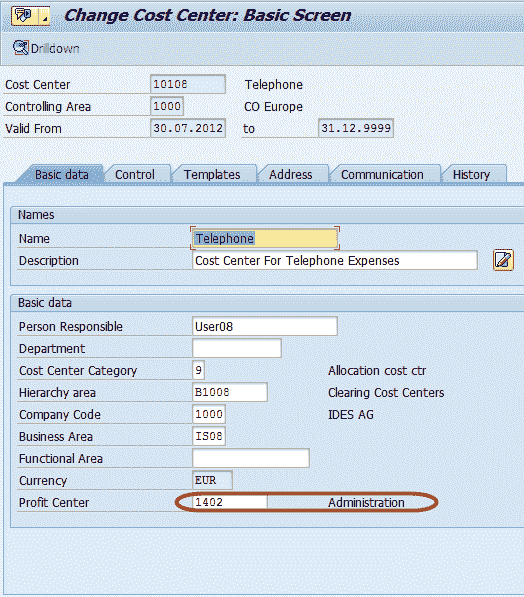 Change Cost Center: Basic Screen
Drilldown
Cost Center 10108 Telephone
Controlling Area 1000 CO Europe
Valid From 30.07.2012 to 31.12.9999
Basic data Control Templates Address Communication History
Names
Name Telephone
Description Cost Center For Telephone Expenses
Basic data
Person Responsible User08
Department
Cost Center Category 9 Allocation cost ctr
Hierarchy area B1008 Clearing Cost Centers
Company Code 1000 IDES AG
Business Area IS08
Functional Area
Currency EUR
Profit Center 1402 Administration